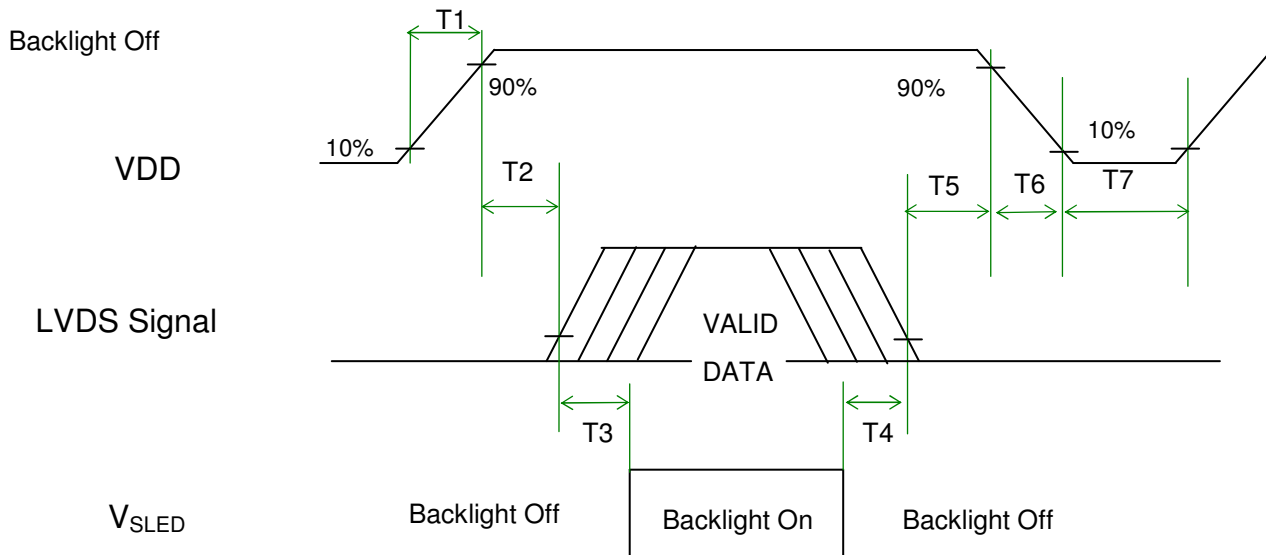 T1
Backlight Off
90%
90%
10%
10%
VDD
T2
T5
T6
T7
LVDS Signal
VALID
DATA
T3
T4
V_SLED
Backlight Off
Backlight On
Backlight Off